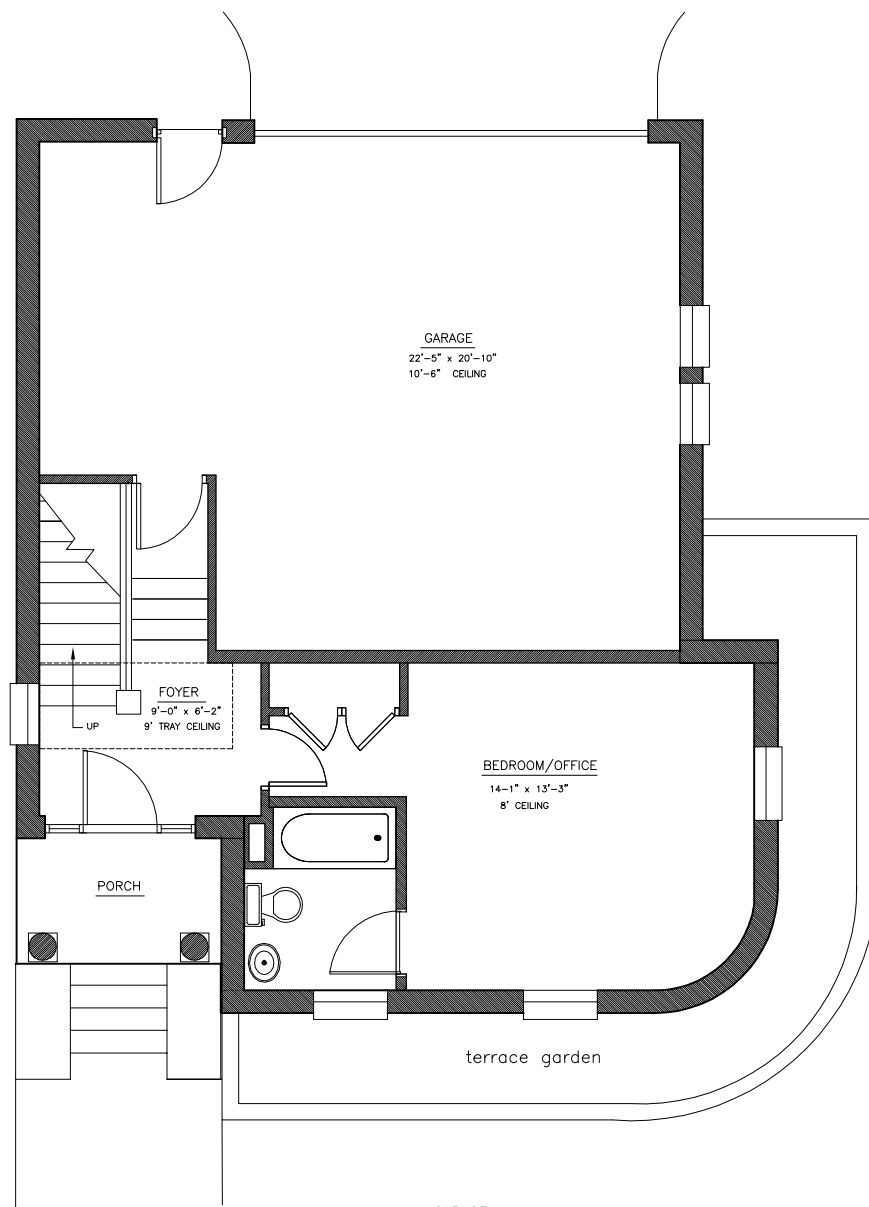 GARAGE
22'-5" x 20'-10"
10'-6" CEILING
FOYER
9'-0" x 6'-2"
9' TRAY CEILING
UP
BEDROOM/OFFICE
14-1" x 13'-3"
8' CEILING
PORCH
terrace garden